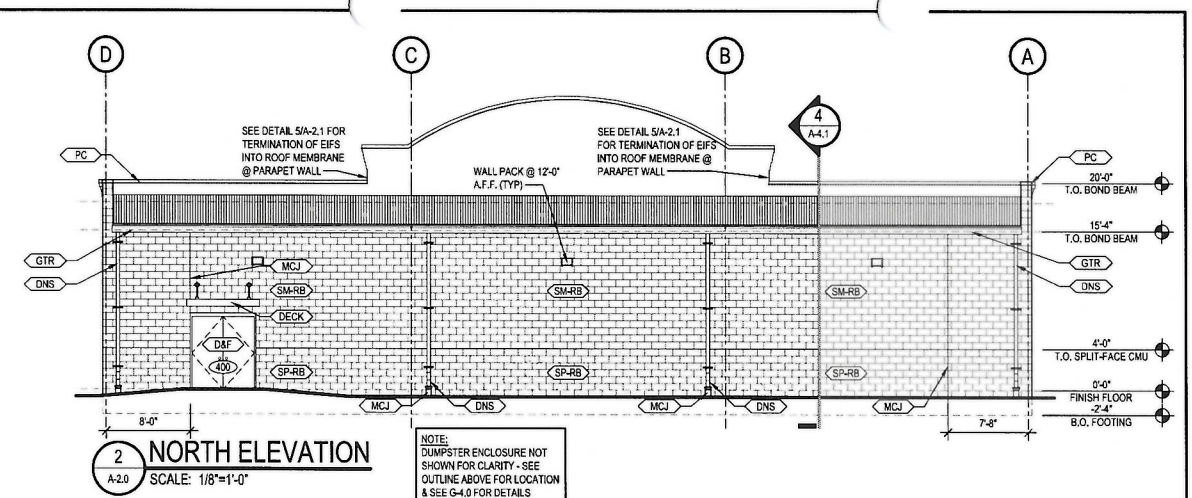 D
C
B
A
4
A-4.1
SEE DETAIL 5/A-2.1 FOR
TERMINATION OF EIFS
INTO ROOF MEMBRANE
@ PARAPET WALL
SEE DETAIL 5/A-2.1
FOR TERMINATION OF EIFS
INTO ROOF MEMBRANE @
PARAPET WALL
WALL PACK @ 12'-0"
A.F.F. (TYP)
PC
PC
20'-0"
T.O. BOND BEAM
15'-4"
T.O. BOND BEAM
GTR
GTR
DNS
DNS
MCJ
SM-RB
SM-RB
SM-RB
DECK
D&F
400
4'-0"
T.O. SPLIT-FACE CMU
SP-RB
SP-RB
SP-RB
0'-0"
FINISH FLOOR
MCJ
DNS
MCJ
DNS
MCJ
-2'-4"
B.O. FOOTING
8'-0"
7'-8"
2
A-2.0
NORTH ELEVATION
SCALE: 1/8"=1'-0"
NOTE:
DUMPSTER ENCLOSURE NOT
SHOWN FOR CLARITY - SEE
OUTLINE ABOVE FOR LOCATION
& SEE G-4.0 FOR DETAILS